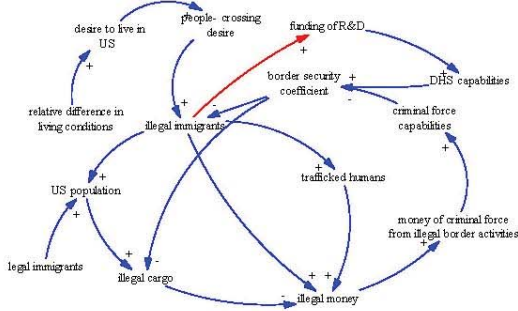 desire to live in
US
people- crossing
desire
funding of R&D
+
+
+
DHS capabilities
border security
coefficient
+
-
-
relative difference in
living conditions
+
illegal immigrants
criminal force
capabilities
+
+
US population
+
+
trafficked humans
money of criminal force
from illegal border activities
+
legal immigrants
+
-
illegal cargo
-
+
+
illegal money